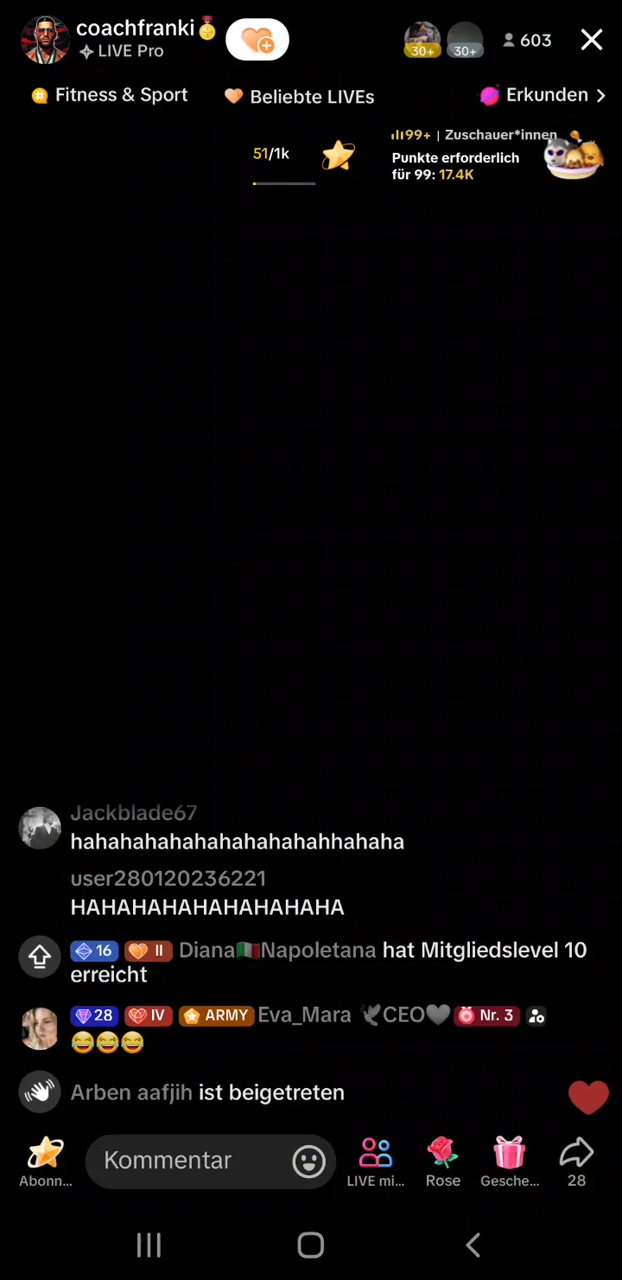 coachfranki🏅
LIVE Pro
30+
30+
603
Fitness & Sport
Beliebte LIVEs
Erkunden
51/1k
99+ | Zuschauer*innen
Punkte erforderlich
für 99: 17.4K
Jackblade67
hahahahahahahahahahahhahaha
user280120236221
HAHAHAHAHAHAHAHAHA
16 II Diana🇮🇹Napoletana hat Mitgliedslevel 10
erreicht
28 IV ARMY Eva_Mara 🕊CEO🖤 Nr. 3
😂😂😂
Arben aafjih ist beigetreten
Kommentar
Abonn...
LIVE mi...
Rose
Gesche...
28